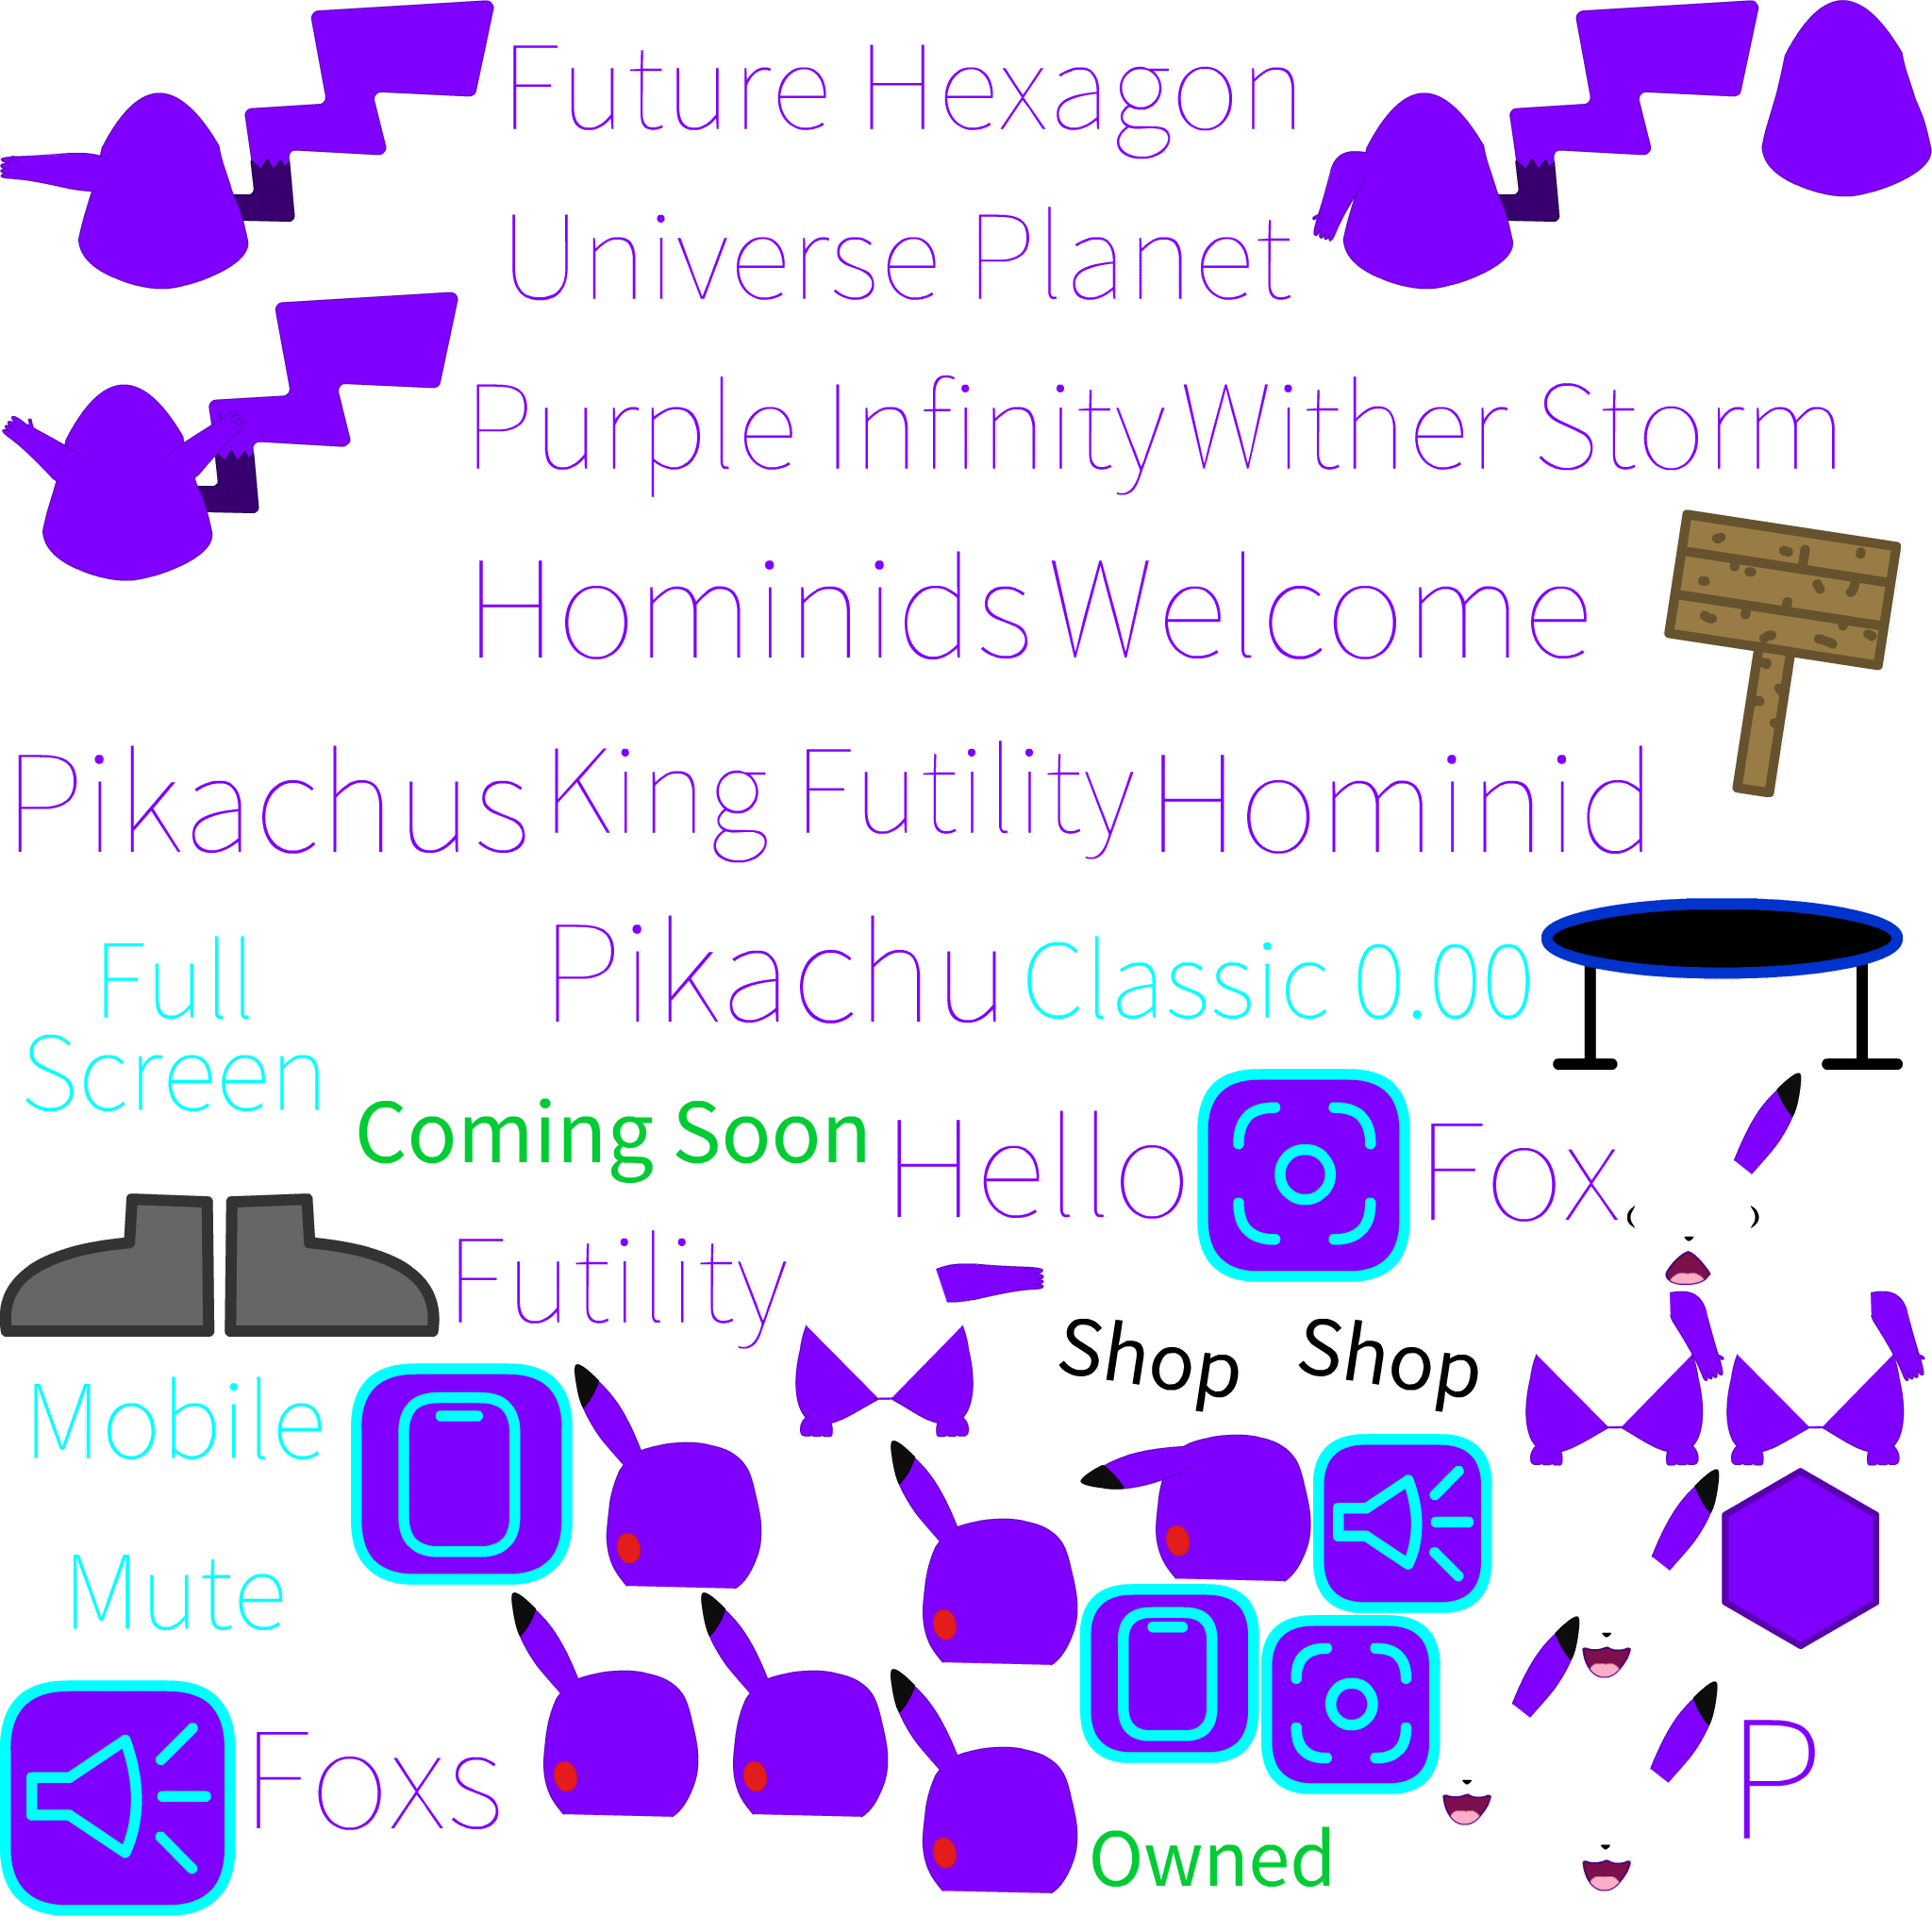 Future Hexagon
Universe Planet
Purple Infinity Wither Storm
Hominids Welcome
Pikachus King Futility Hominid
Full
Screen
Pikachu Classic 0.00
Coming Soon
Hello
Fox
Futility
Shop Shop
Mobile
Mute
Foxs
P
Owned